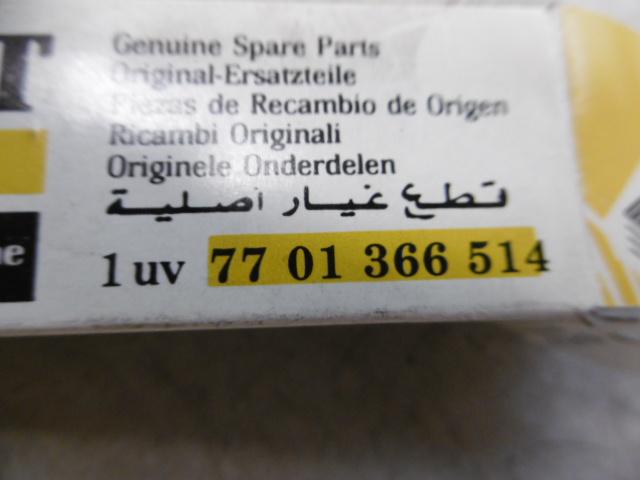 T
Genuine Spare Parts
Original-Ersatzteile
Piezas de Recambio de Origen
Ricambi Originali
Originele Onderdelen
قطع غيار أصلية
ne
1 uv 77 01 366 514